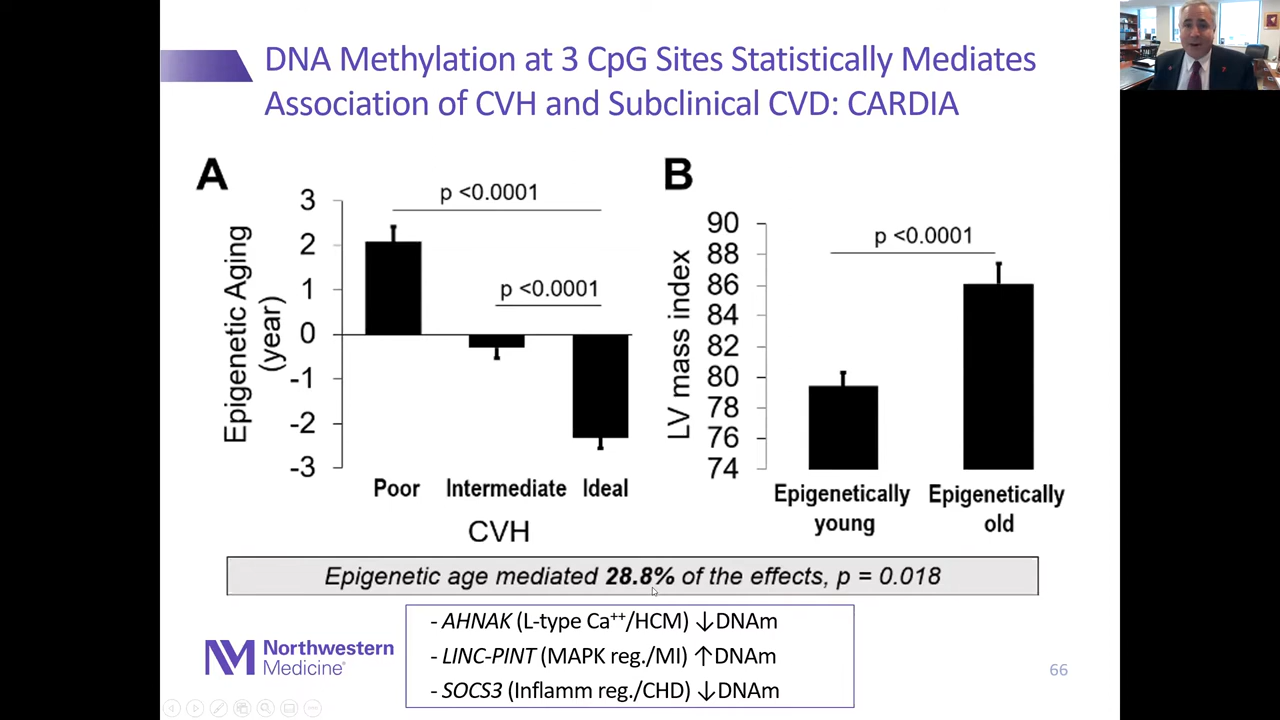 DNA Methylation at 3 CpG Sites Statistically Mediates
Association of CVH and Subclinical CVD: CARDIA
A
p <0.0001
p <0.0001
Epigenetic Aging
(year)
3
2
1
0
-1
-2
-3
Poor Intermediate Ideal
CVH
B
p <0.0001
LV mass index
90
88
86
84
82
80
78
76
74
Epigenetically
young
Epigenetically
old
Epigenetic age mediated 28.8% of the effects, p = 0.018
- AHNAK (L-type Ca++/HCM) ↓DNAm
- LINC-PINT (MAPK reg./MI) ↑DNAm
- SOCS3 (Inflamm reg./CHD) ↓DNAm
NM Northwestern
Medicine®
66